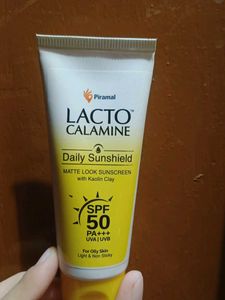 Piramal
LACTO
CALAMINE
Daily Sunshield
MATTE LOOK SUNSCREEN
with Kaolin Clay
SPF
50
PA+++
UVA | UVB
For Oily Skin
Light & Non Sticky